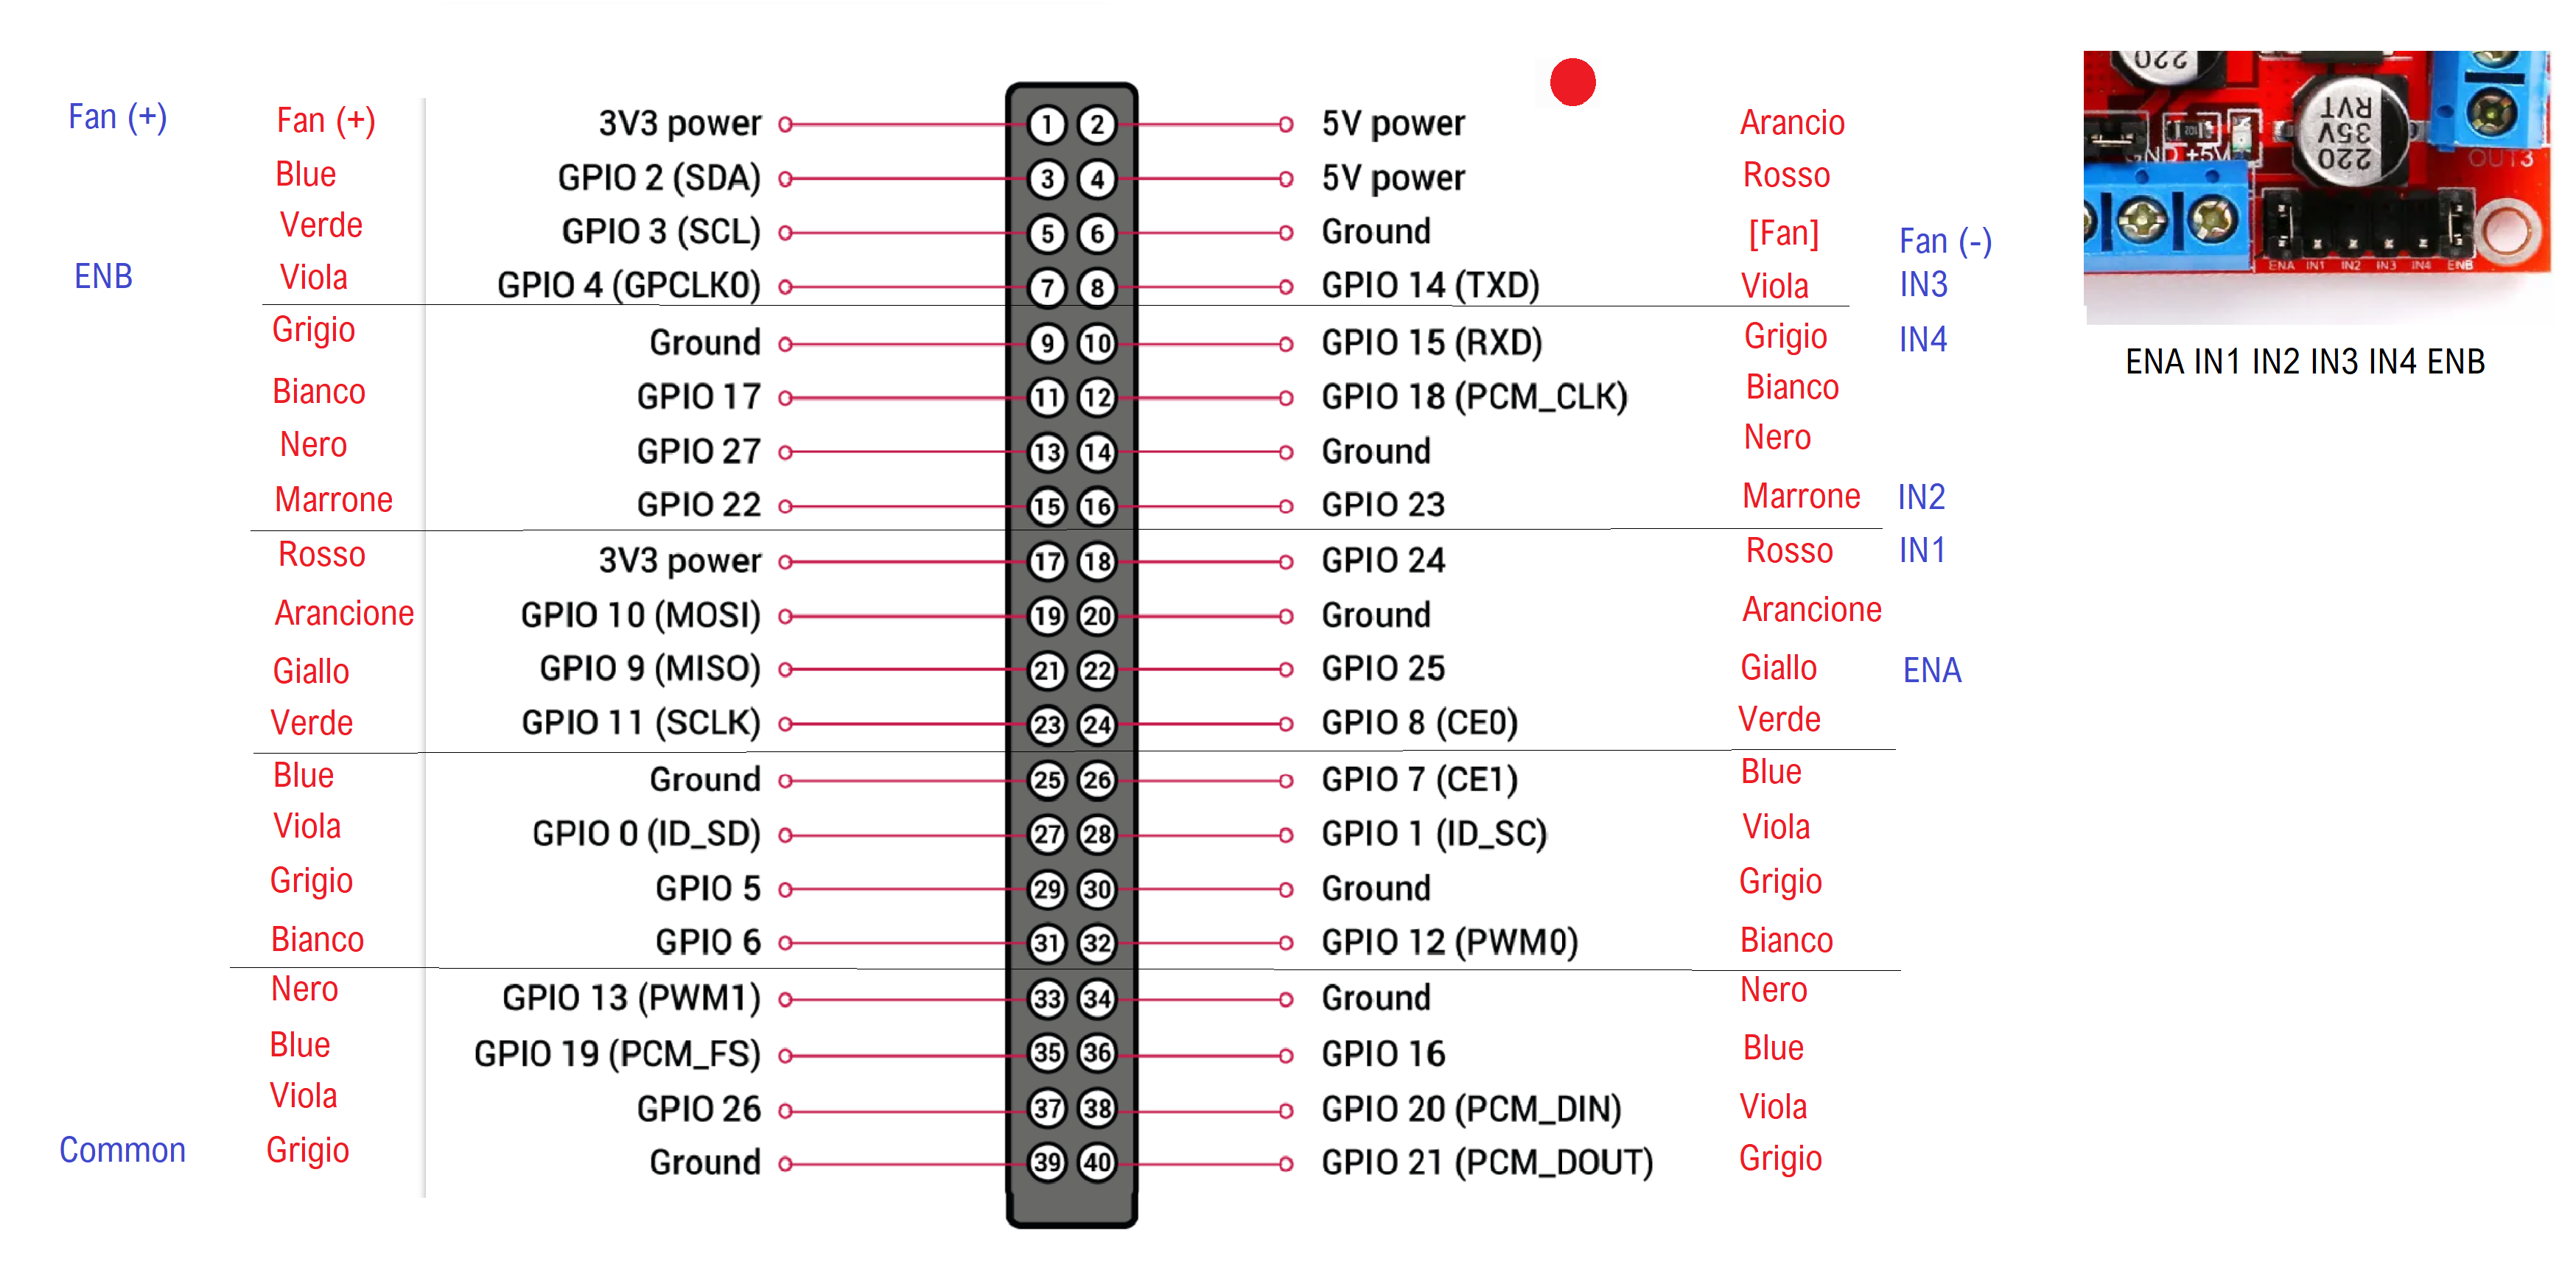 Fan (+) Fan (+) 3V3 power 1 2 5V power Arancio
Blue GPIO 2 (SDA) 3 4 5V power Rosso
Verde GPIO 3 (SCL) 5 6 Ground [Fan] Fan (-)
ENB Viola GPIO 4 (GPCLK0) 7 8 GPIO 14 (TXD) Viola IN3
Grigio Ground 9 10 GPIO 15 (RXD) Grigio IN4
Bianco GPIO 17 11 12 GPIO 18 (PCM_CLK) Bianco
Nero GPIO 27 13 14 Ground Nero
Marrone GPIO 22 15 16 GPIO 23 Marrone IN2
Rosso 3V3 power 17 18 GPIO 24 Rosso IN1
Arancione GPIO 10 (MOSI) 19 20 Ground Arancione
Giallo GPIO 9 (MISO) 21 22 GPIO 25 Giallo ENA
Verde GPIO 11 (SCLK) 23 24 GPIO 8 (CE0) Verde
Blue Ground 25 26 GPIO 7 (CE1) Blue
Viola GPIO 0 (ID_SD) 27 28 GPIO 1 (ID_SC) Viola
Grigio GPIO 5 29 30 Ground Grigio
Bianco GPIO 6 31 32 GPIO 12 (PWM0) Bianco
Nero GPIO 13 (PWM1) 33 34 Ground Nero
Blue GPIO 19 (PCM_FS) 35 36 GPIO 16 Blue
Viola GPIO 26 37 38 GPIO 20 (PCM_DIN) Viola
Common Grigio Ground 39 40 GPIO 21 (PCM_DOUT) Grigio
220
220
35V
RVT
102
GND +5V
OUT3
ENA IN1 IN2 IN3 IN4 ENB
ENA IN1 IN2 IN3 IN4 ENB